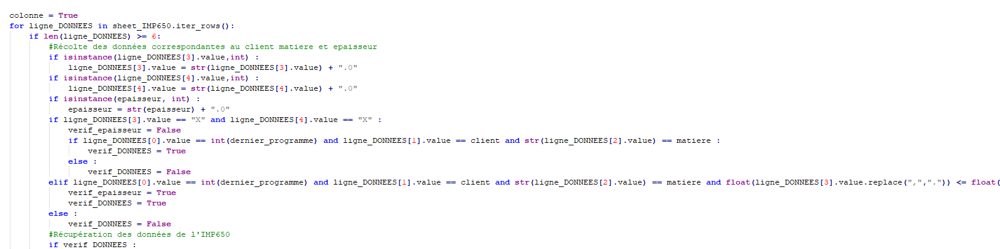 colonne = True
for ligne_DONNEES in sheet_IMP650.iter_rows():
if len(ligne_DONNEES) >= 6:
#Récolte des données correspondantes au client matiere et epaisseur
if isinstance(ligne_DONNEES[3].value,int) :
ligne_DONNEES[3].value = str(ligne_DONNEES[3].value) + ".0"
if isinstance(ligne_DONNEES[4].value,int) :
ligne_DONNEES[4].value = str(ligne_DONNEES[4].value) + ".0"
if isinstance(epaisseur, int) :
epaisseur = str(epaisseur) + ".0"
if ligne_DONNEES[3].value == "X" and ligne_DONNEES[4].value == "X" :
verif_epaisseur = False
if ligne_DONNEES[0].value == int(dernier_programme) and ligne_DONNEES[1].value == client and str(ligne_DONNEES[2].value) == matiere :
verif_DONNEES = True
else :
verif_DONNEES = False
elif ligne_DONNEES[0].value == int(dernier_programme) and ligne_DONNEES[1].value == client and str(ligne_DONNEES[2].value) == matiere and float(ligne_DONNEES[3].value.replace(",",".")) <= float(
verif_epaisseur = True
verif_DONNEES = True
else :
verif_DONNEES = False
#Récupération des données de l'IMP650
if verif_DONNEES :